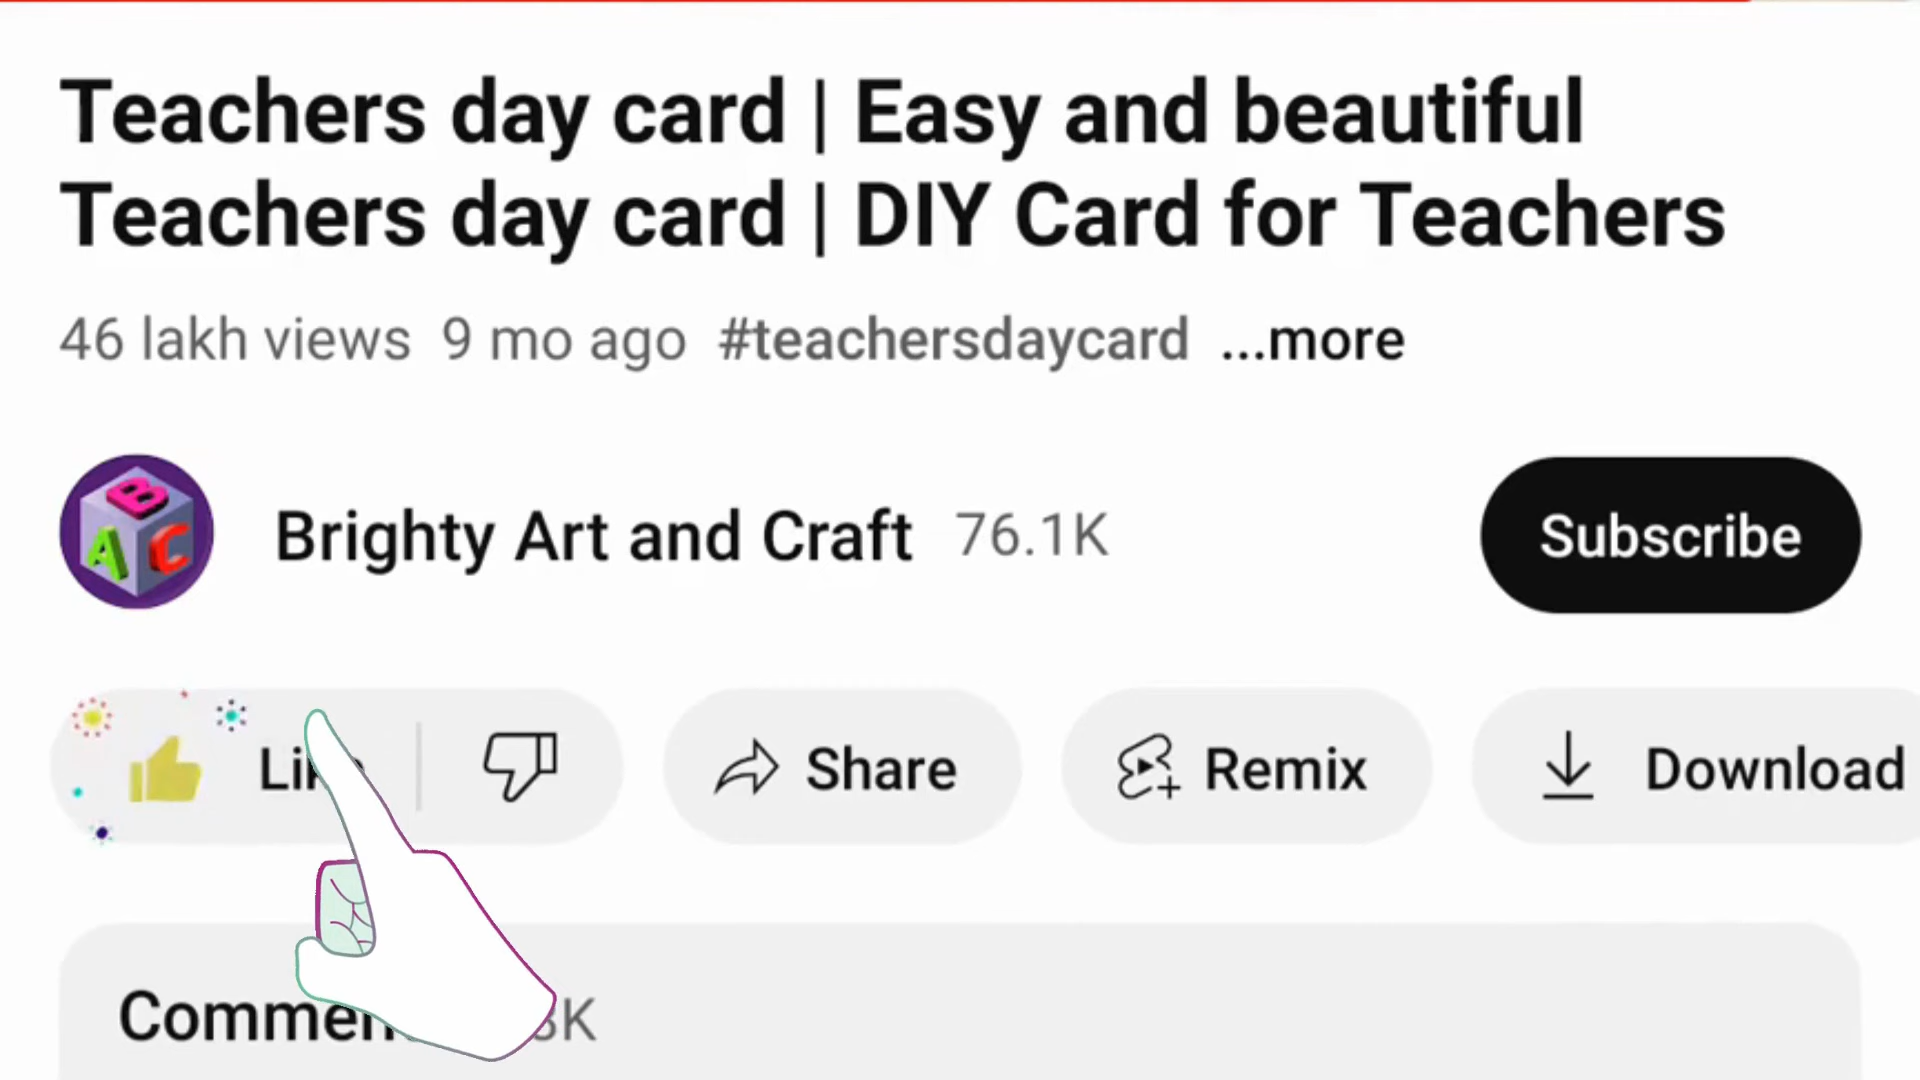 Teachers day card | Easy and beautiful
Teachers day card | DIY Card for Teachers
46 lakh views 9 mo ago #teachersdaycard ...more
B
A C
Brighty Art and Craft 76.1K
Subscribe
Share
Remix
Download